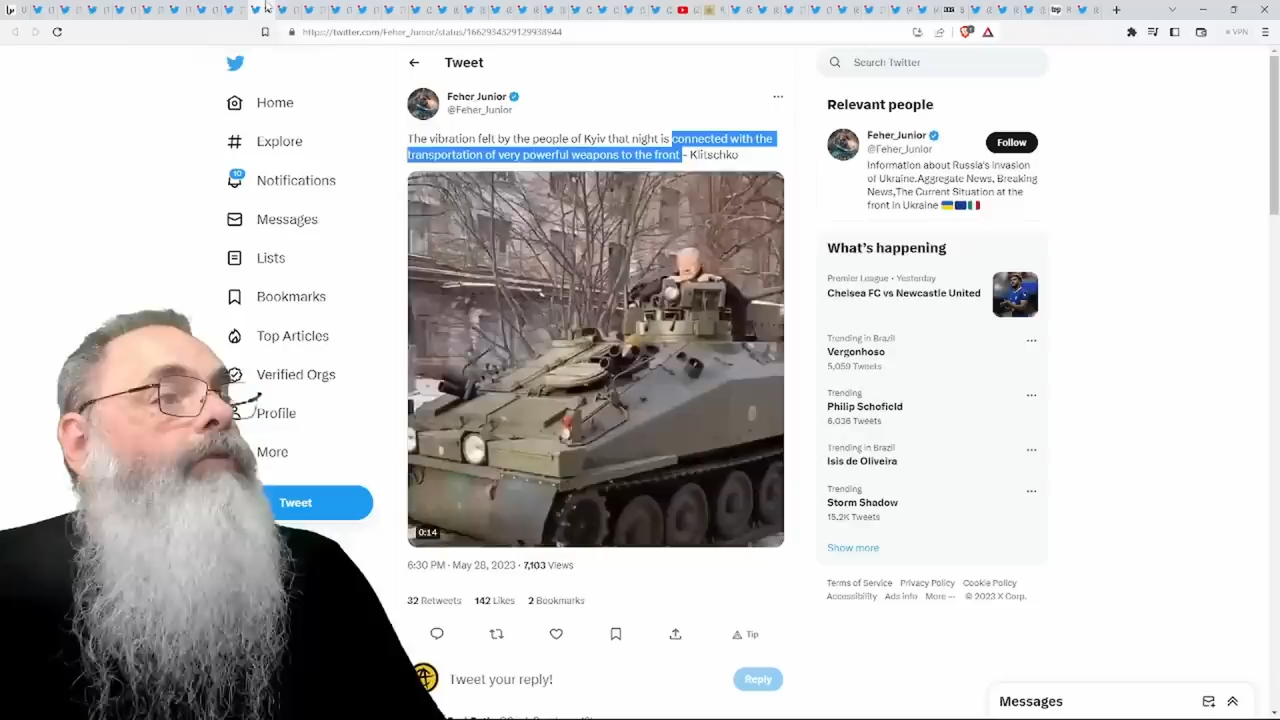 https://twitter.com/Feher_Junior/status/1662934329129938944
VPN
Home
Explore
10
Notifications
Messages
Lists
Bookmarks
Top Articles
Verified Orgs
Profile
More
Tweet
Tweet
Feher_Junior
@Feher_Junior
The vibration felt by the people of Kyiv that night is connected with the
transportation of very powerful weapons to the front - Klitschko
0:14
6:30 PM · May 28, 2023 · 7,103 Views
32 Retweets 142 Likes 2 Bookmarks
Tip
Tweet your reply!
Reply
Search Twitter
Relevant people
Feher_Junior
@Feher_Junior
Follow
Information about Russia's Invasion
of Ukraine.Aggregate News, Breaking
News,The Current Situation at the
front in Ukraine 🇺🇦🇪🇺🇮🇹
What's happening
Premier League · Yesterday
Chelsea FC vs Newcastle United
Trending in Brazil
Vergonhoso
5,059 Tweets
Trending
Philip Schofield
6,036 Tweets
Trending in Brazil
Isis de Oliveira
Trending
Storm Shadow
15.2K Tweets
Show more
Terms of Service Privacy Policy Cookie Policy
Accessibility Ads info More ··· © 2023 X Corp.
Messages